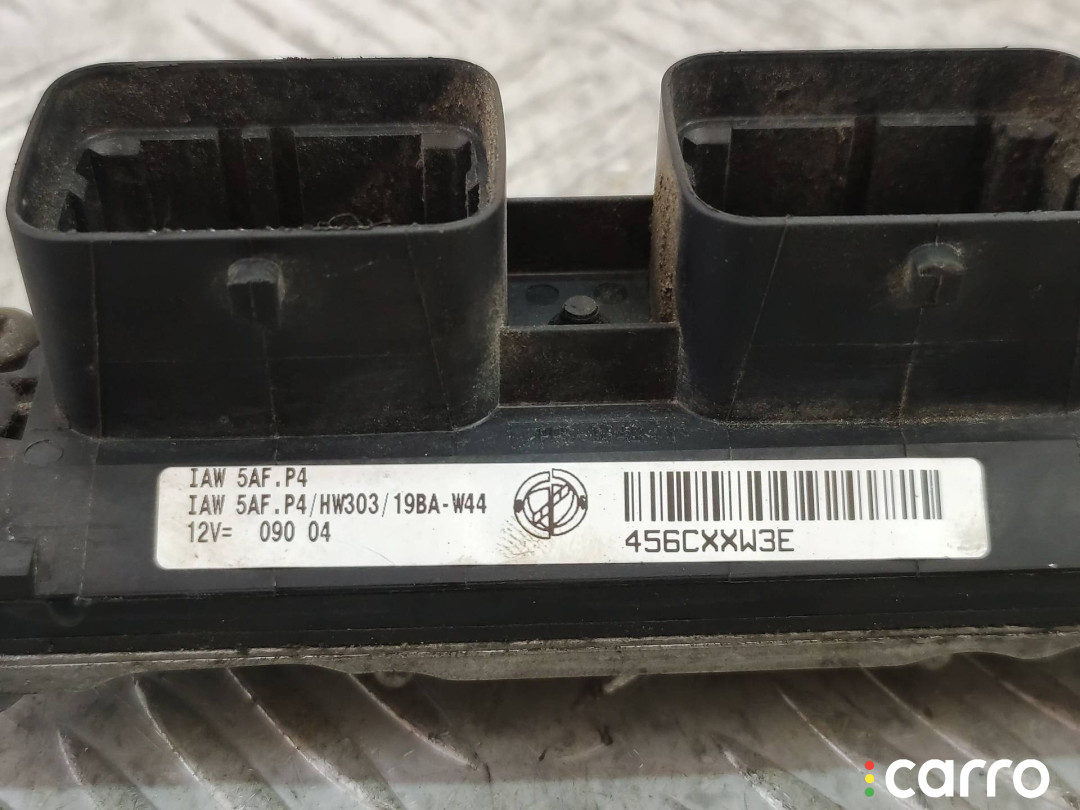 IAW 5AF.P4
IAW 5AF.P4/HW303/19BA-W44
12V= 090 04
456CXXW3E
carro